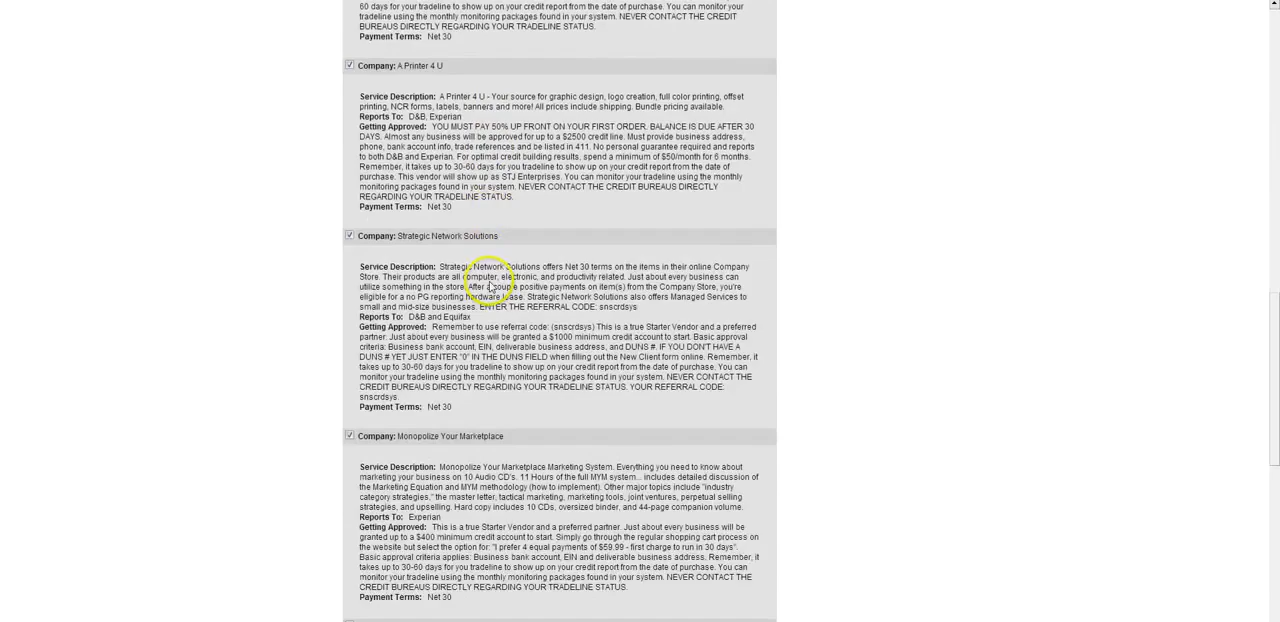 60 days for your tradeline to show up on your credit report from the date of purchase. You can monitor your
tradeline using the monthly monitoring packages found in your system. NEVER CONTACT THE CREDIT
BUREAUS DIRECTLY REGARDING YOUR TRADELINE STATUS.
Payment Terms: Net 30
Company: A Printer 4 U
Service Description: A Printer 4 U - Your source for graphic design, logo creation, full color printing, offset
printing, NCR forms, labels, banners and more! All prices include shipping. Bundle pricing available.
Reports To: D&B, Experian
Getting Approved: YOU MUST PAY 50% UP FRONT ON YOUR FIRST ORDER, BALANCE IS DUE AFTER 30
DAYS. Almost any business will be approved for up to a $2500 credit line. Must provide business address,
phone, bank account info, trade references and be listed in 411. No personal guarantee required and reports
to both D&B and Experian. For optimal credit building results, spend a minimum of $50/month for 6 months.
Remember, it takes up to 30-60 days for you tradeline to show up on your credit report from the date of
purchase. This vendor will show up as STJ Enterprises. You can monitor your tradeline using the monthly
monitoring packages found in your system. NEVER CONTACT THE CREDIT BUREAUS DIRECTLY
REGARDING YOUR TRADELINE STATUS.
Payment Terms: Net 30
Company: Strategic Network Solutions
Service Description: Strategic Network Solutions offers Net 30 terms on the items in their online Company
Store. Their products are all computer, electronic, and productivity related. Just about every business can
utilize something in the store. After a couple positive payments on item(s) from the Company Store, you're
eligible for a no PG reporting hardware lease. Strategic Network Solutions also offers Managed Services to
small and mid-size businesses. ENTER THE REFERRAL CODE: snscrdsys
Reports To: D&B and Equifax
Getting Approved: Remember to use referral code: (snscrdsys) This is a true Starter Vendor and a preferred
partner. Just about every business will be granted a $1000 minimum credit account to start. Basic approval
criteria: Business bank account, EIN, deliverable business address, and DUNS #. IF YOU DON'T HAVE A
DUNS # YET JUST ENTER "0" IN THE DUNS FIELD when filling out the New Client form online. Remember, it
takes up to 30-60 days for you tradeline to show up on your credit report from the date of purchase. You can
monitor your tradeline using the monthly monitoring packages found in your system. NEVER CONTACT THE
CREDIT BUREAUS DIRECTLY REGARDING YOUR TRADELINE STATUS. YOUR REFERRAL CODE:
snscrdsys.
Payment Terms: Net 30
Company: Monopolize Your Marketplace
Service Description: Monopolize Your Marketplace Marketing System. Everything you need to know about
marketing your business on 10 Audio CD's. 11 Hours of the full MYM system... includes detailed discussion of
the Marketing Equation and MYM methodology (how to implement). Other major topics include "industry
category strategies," the master letter, tactical marketing, marketing tools, joint ventures, perpetual selling
strategies, and upselling. Hard copy includes 10 CDs, oversized binder, and 44-page companion volume.
Reports To: Experian
Getting Approved: This is a true Starter Vendor and a preferred partner. Just about every business will be
granted up to a $400 minimum credit account to start. Simply go through the regular shopping cart process on
the website but select the option for: "I prefer 4 equal payments of $59.99 - first charge to run in 30 days".
Basic approval criteria applies: Business bank account, EIN and deliverable business address, Remember, it
takes up to 30-60 days for you tradeline to show up on your credit report from the date of purchase. You can
monitor your tradeline using the monthly monitoring packages found in your system. NEVER CONTACT THE
CREDIT BUREAUS DIRECTLY REGARDING YOUR TRADELINE STATUS.
Payment Terms: Net 30